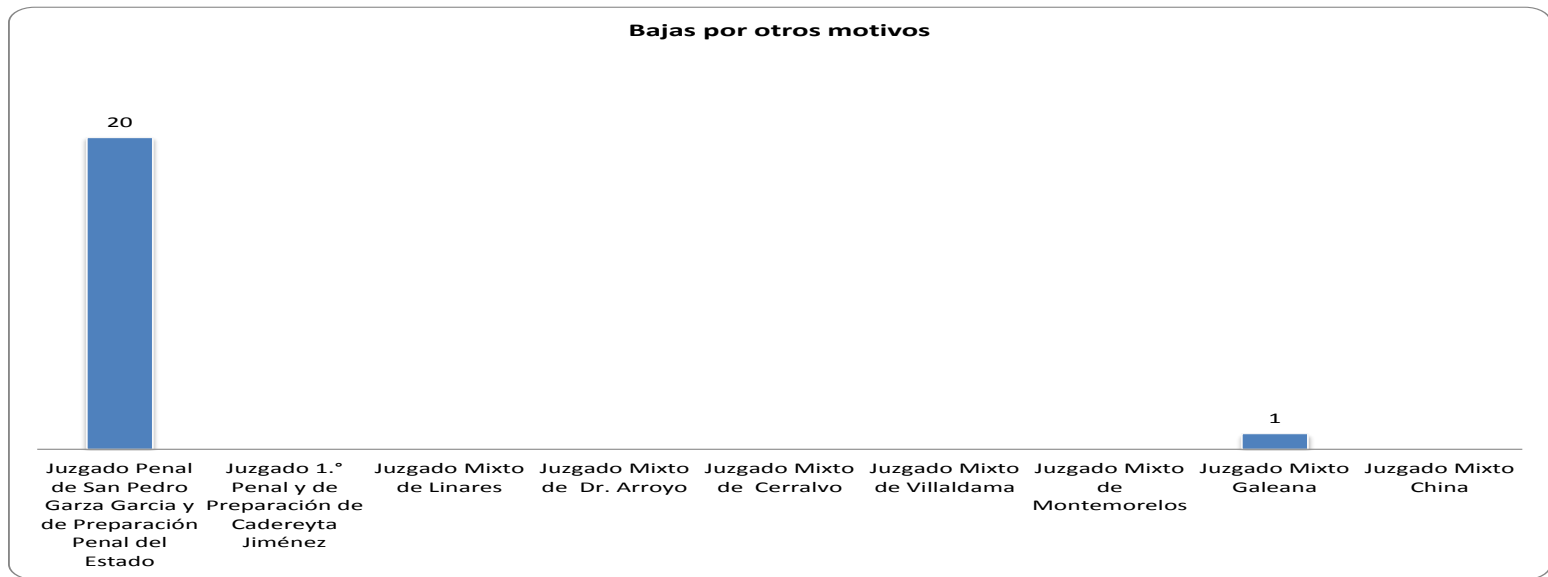 Bajas por otros motivos
20
1
Juzgado Penal
de San Pedro
Garza Garcia y
de Preparación
Penal del
Estado
Juzgado 1.°
Penal y de
Preparación de
Cadereyta
Jiménez
Juzgado Mixto
de Linares
Juzgado Mixto
de Dr. Arroyo
Juzgado Mixto
de Cerralvo
Juzgado Mixto
de Villaldama
Juzgado Mixto
de
Montemorelos
Juzgado Mixto
Galeana
Juzgado Mixto
China